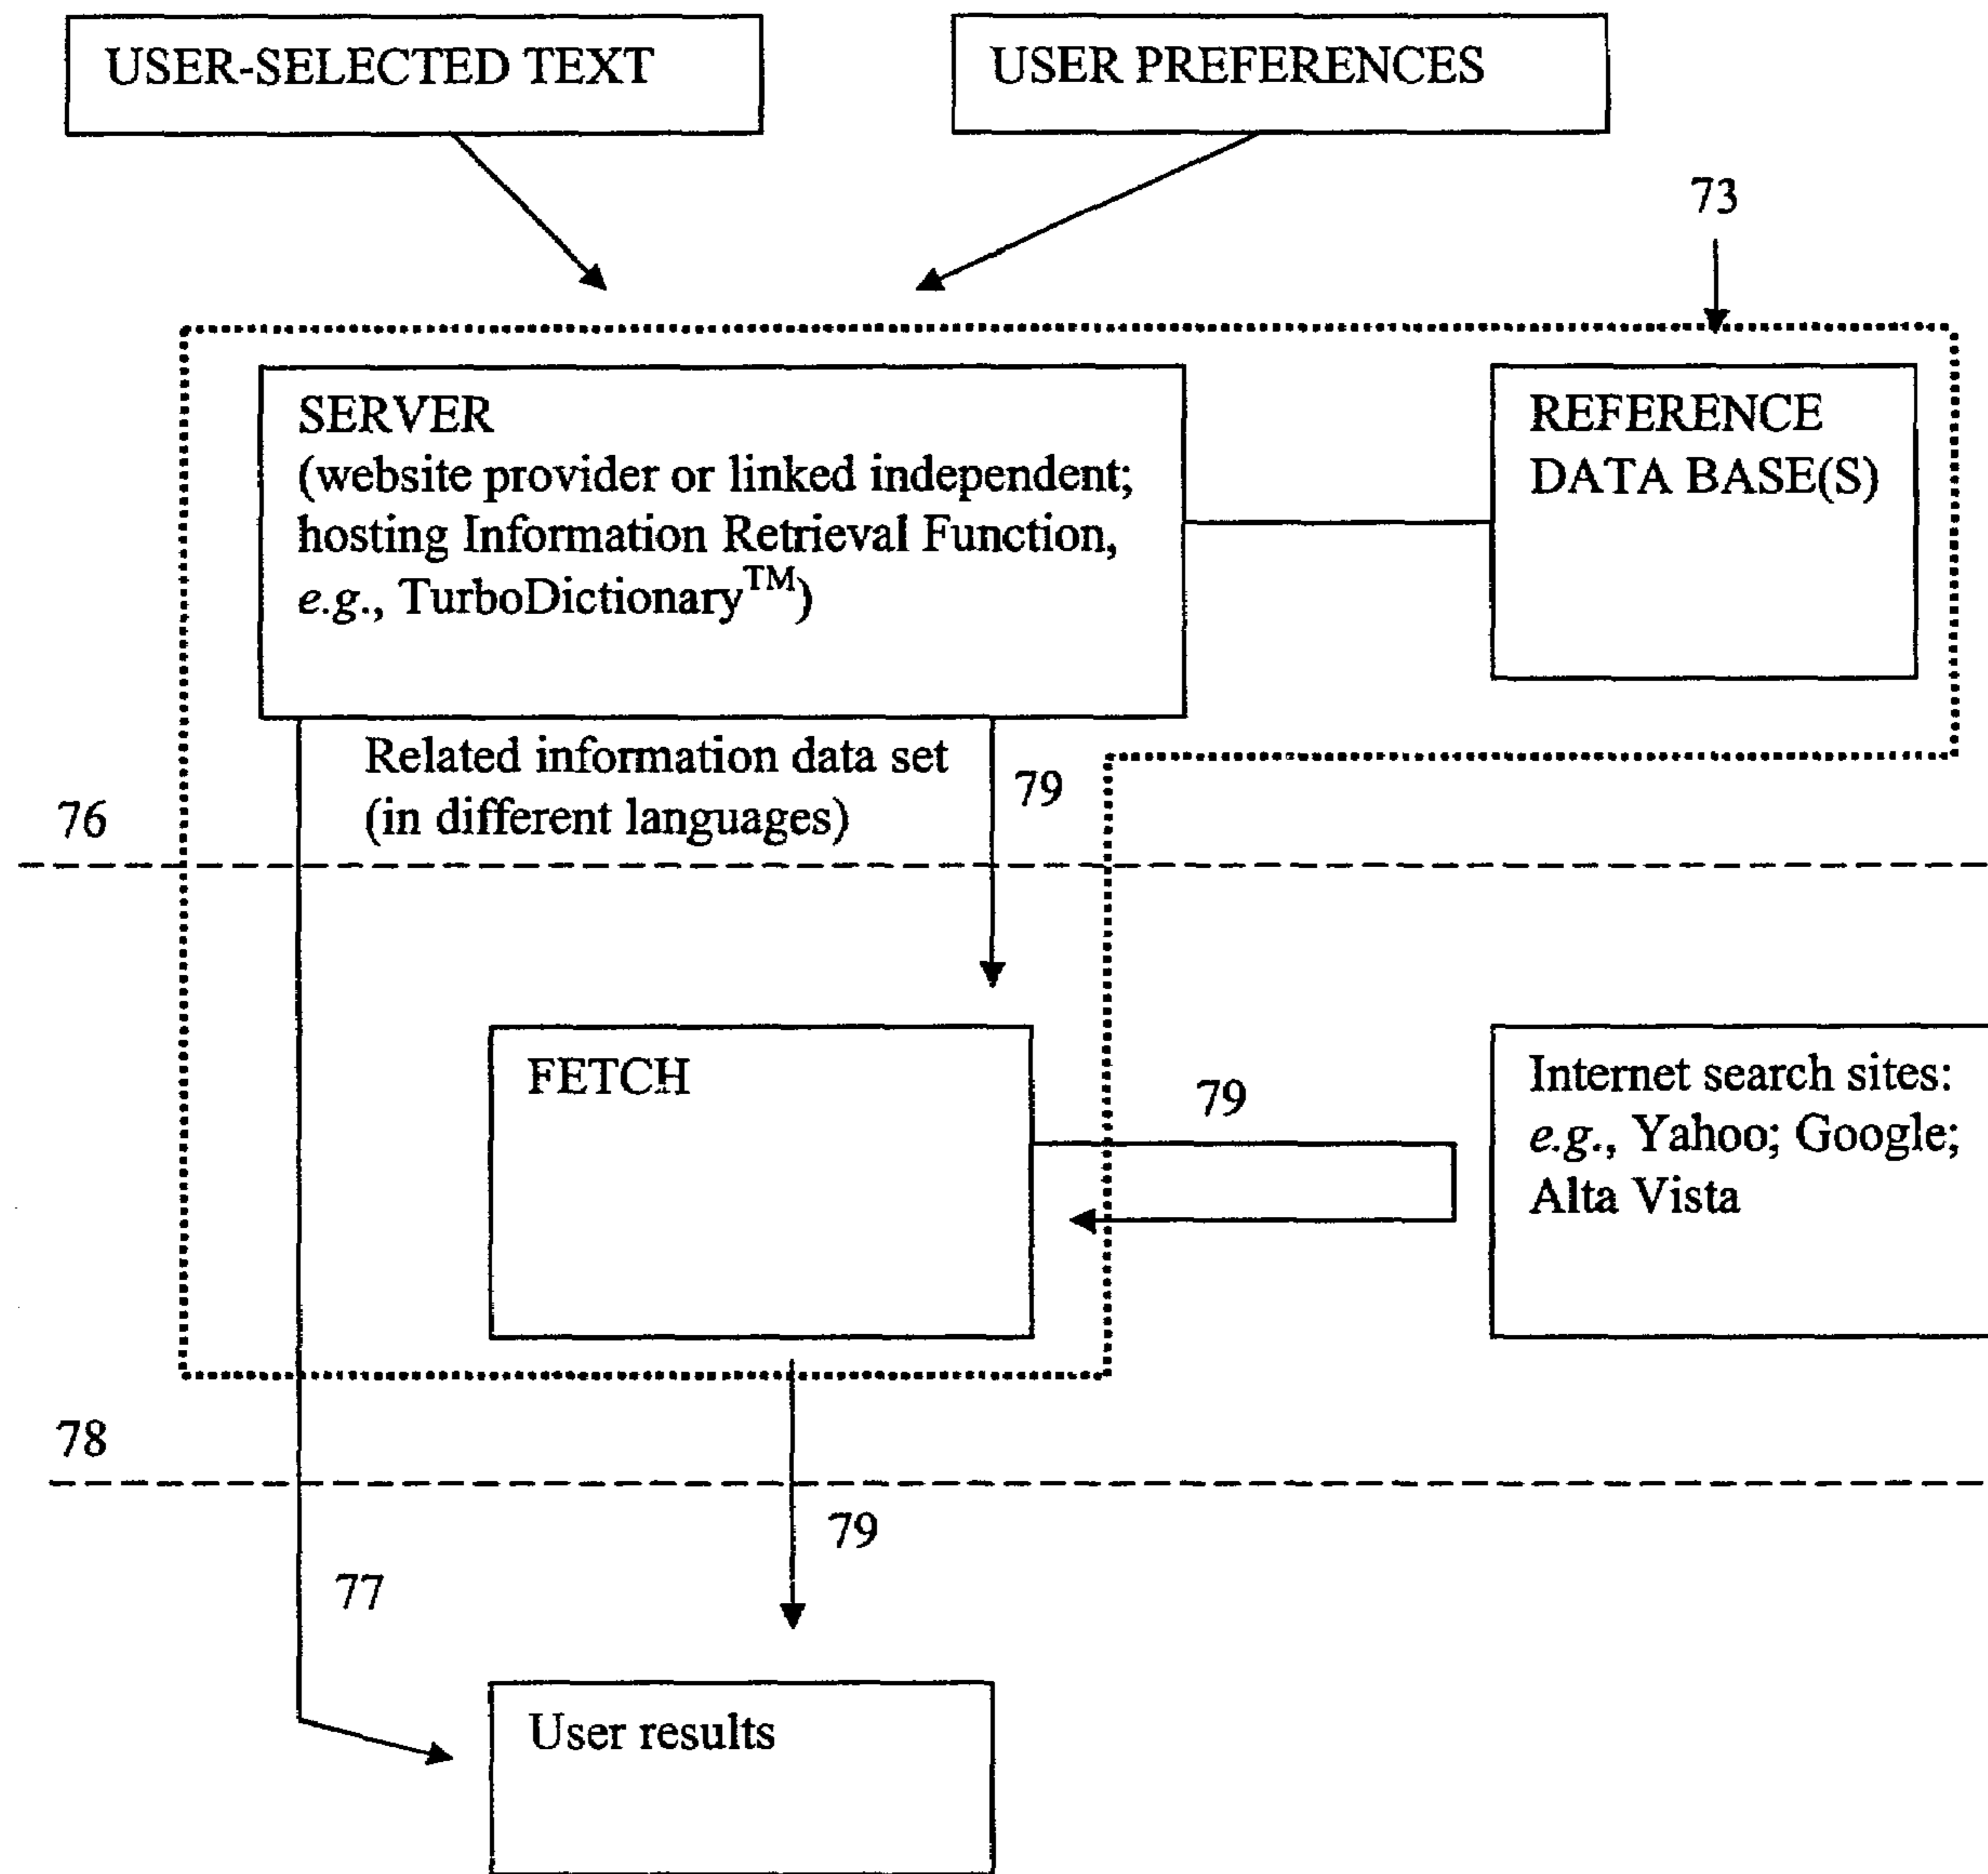 USER-SELECTED TEXT
USER PREFERENCES
73
SERVER
(website provider or linked independent;
hosting Information Retrieval Function,
e.g., TurboDictionary™)
REFERENCE
DATA BASE(S)
Related information data set
(in different languages)
79
76
FETCH
79
Internet search sites:
e.g., Yahoo; Google;
Alta Vista
78
79
77
User results